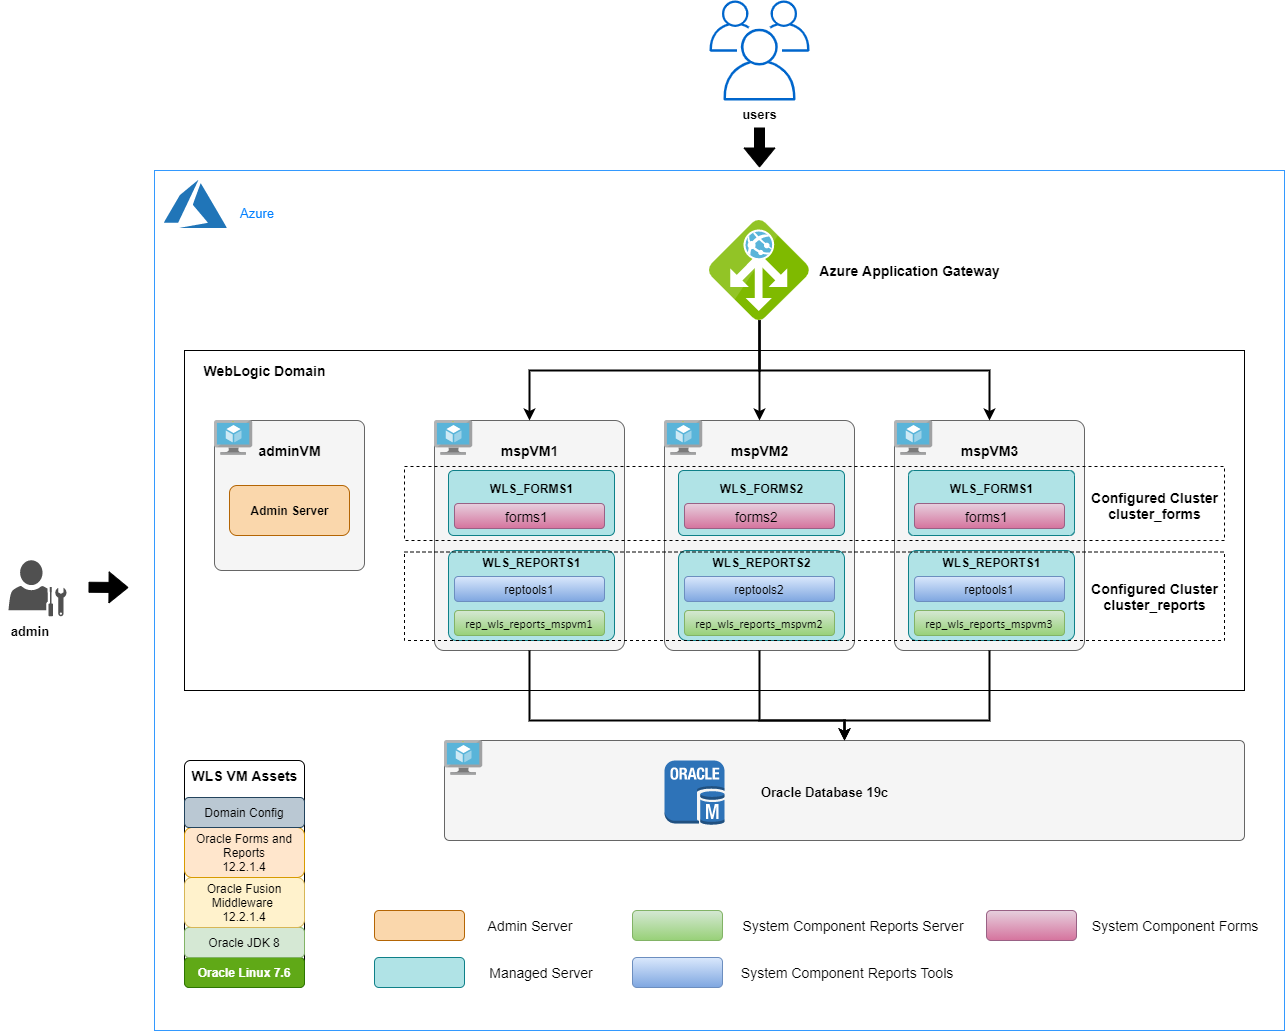 users
Azure
Azure Application Gateway
WebLogic Domain
adminVM
Admin Server
mspVM1
WLS_FORMS1
forms1
WLS_REPORTS1
reptools1
rep_wls_reports_mspvm1
mspVM2
WLS_FORMS2
forms2
WLS_REPORTS2
reptools2
rep_wls_reports_mspvm2
mspVM3
WLS_FORMS1
forms1
WLS_REPORTS1
reptools1
rep_wls_reports_mspvm3
Configured Cluster
cluster_forms
Configured Cluster
cluster_reports
admin
ORACLE
M
Oracle Database 19c
WLS VM Assets
Domain Config
Oracle Forms and
Reports
12.2.1.4
Oracle Fusion
Middleware
12.2.1.4
Oracle JDK 8
Oracle Linux 7.6
Admin Server
System Component Reports Server
System Component Forms
Managed Server
System Component Reports Tools